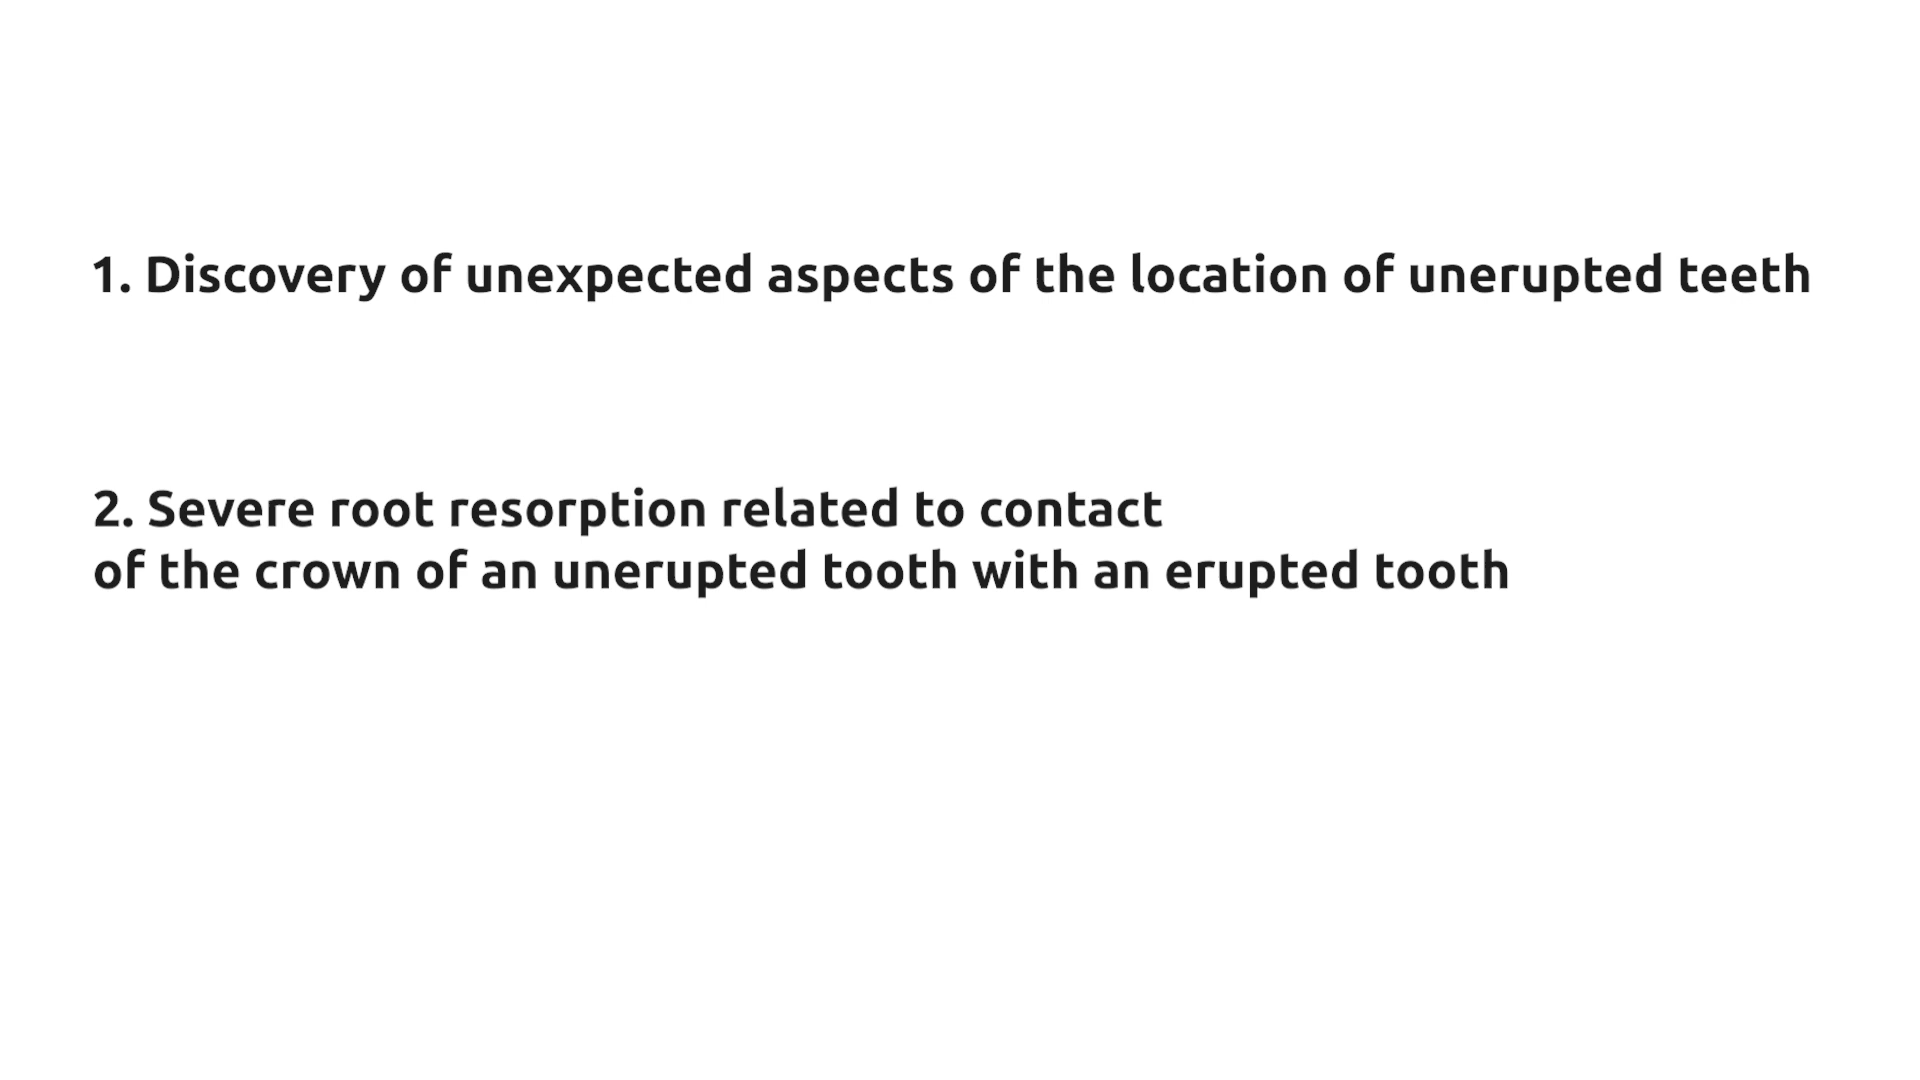 1. Discovery of unexpected aspects of the location of unerupted teeth
2. Severe root resorption related to contact
of the crown of an unerupted tooth with an erupted tooth